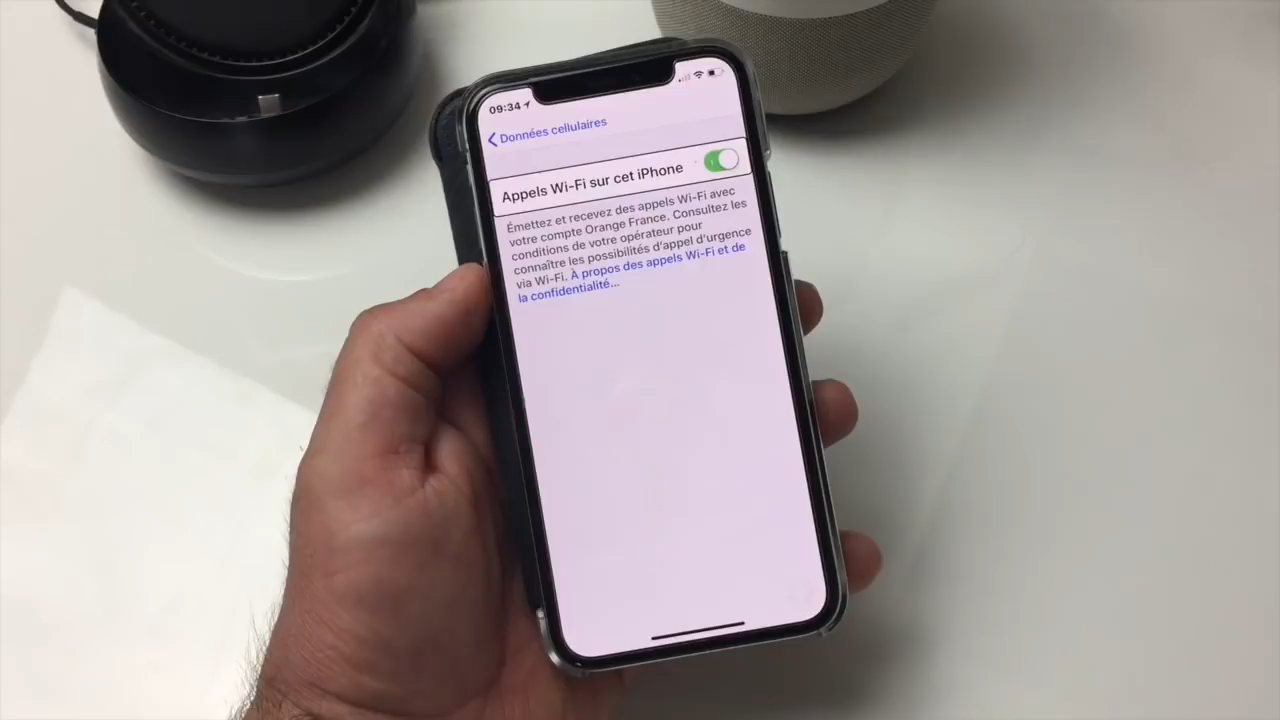 09:34
Données cellulaires
Appels Wi-Fi sur cet iPhone
Émettez et recevez des appels Wi-Fi avec
votre compte Orange France. Consultez les
conditions de votre opérateur pour
connaître les possibilités d'appel d'urgence
via Wi-Fi. À propos des appels Wi-Fi et de
la confidentialité...